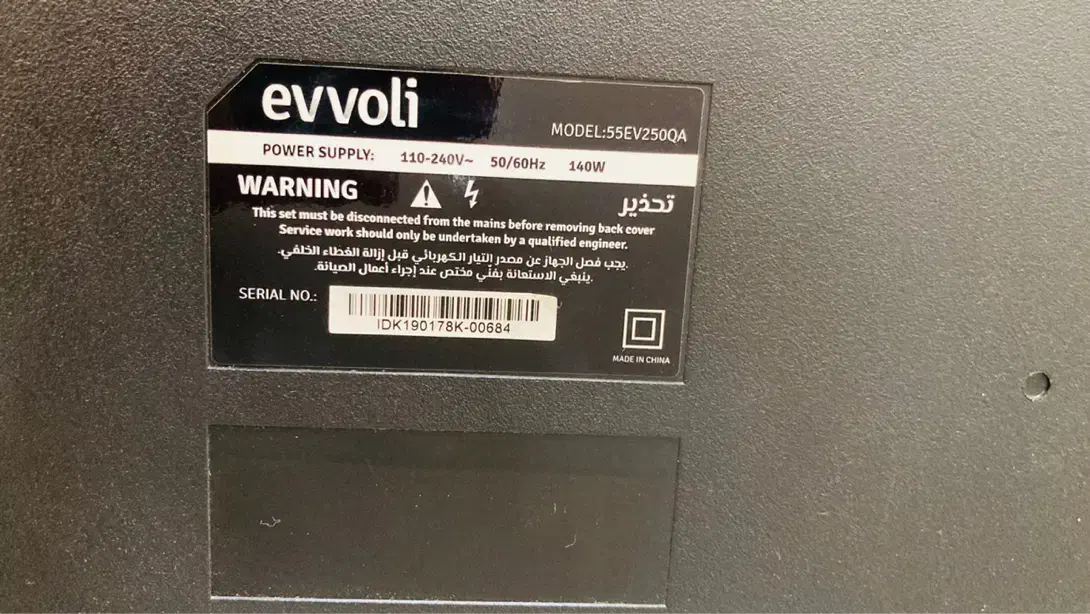 evvoli
MODEL:55EV250QA
POWER SUPPLY: 110-240V~ 50/60Hz 140W
WARNING
تحذير
This set must be disconnected from the mains before removing back cover
Service work should only be undertaken by a qualified engineer.
يجب فصل الجهاز عن مصدر التيار الكهربائي قبل إزالة الغطاء الخلفي.
ينبغي الاستعانة بفنّي مختص عند إجراء أعمال الصيانة.
SERIAL NO.:
IDK190178K-00684
MADE IN CHINA